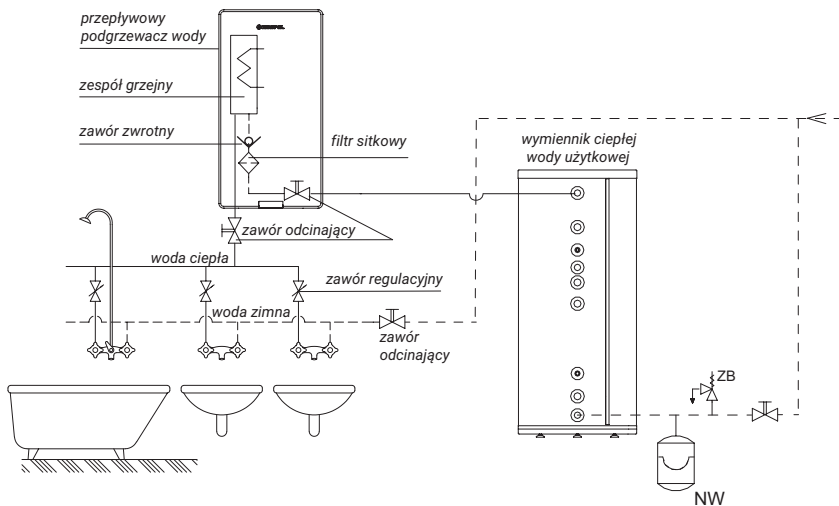 przepływowy
podgrzewacz wody
zespół grzejny
zawór zwrotny
filtr sitkowy
wymiennik ciepłej
wody użytkowej
zawór odcinający
woda ciepła
zawór regulacyjny
woda zimna
zawór
odcinający
ZB
NW